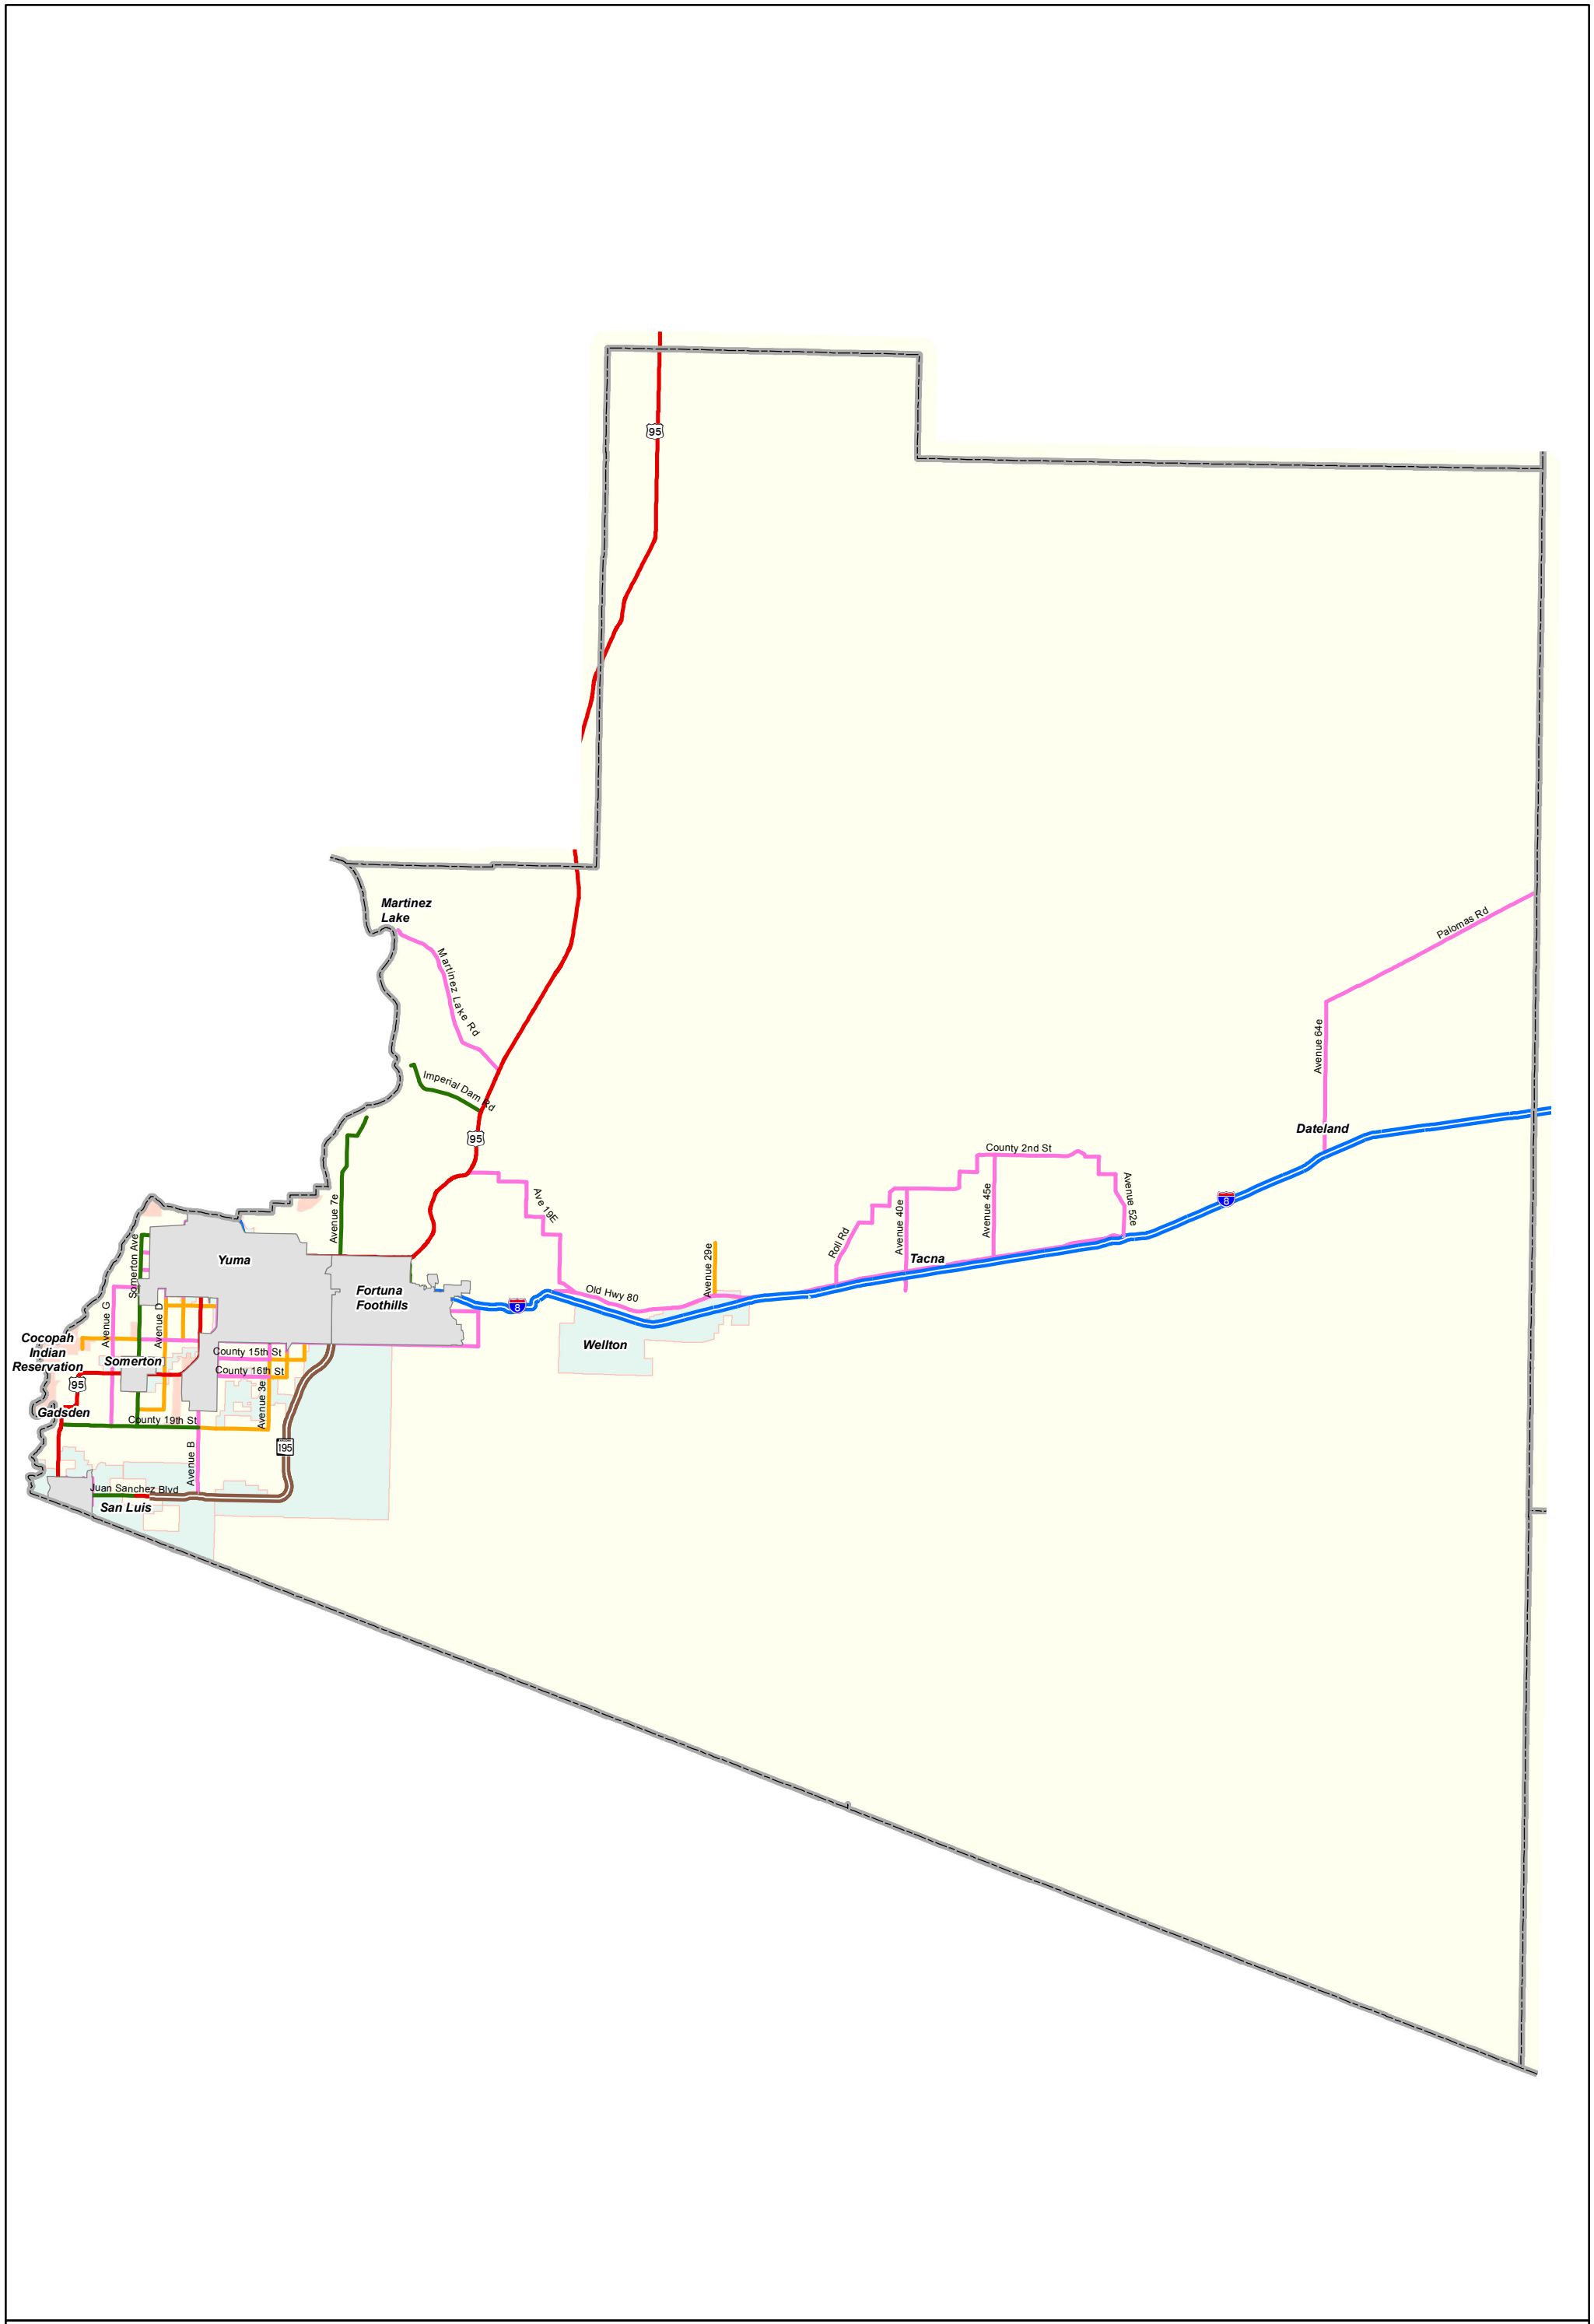 95
Martinez
Lake
Martinez Lake Rd
Palomas Rd
Avenue 64e
Imperial Dam Rd
95
Dateland
County 2nd St
Avenue 7e
Ave 19E
Avenue 52e
8
Avenue 45e
Avenue 40e
Roll Rd
Tacna
Avenue 29e
Yuma
Somerton Ave
Fortuna
Foothills
Old Hwy 80
8
Avenue G
Avenue D
Wellton
Cocopah
Indian
Reservation
Somerton
County 15th St
County 16th St
95
Avenue 3e
Gadsden
County 19th St
195
Avenue B
Juan Sanchez Blvd
San Luis